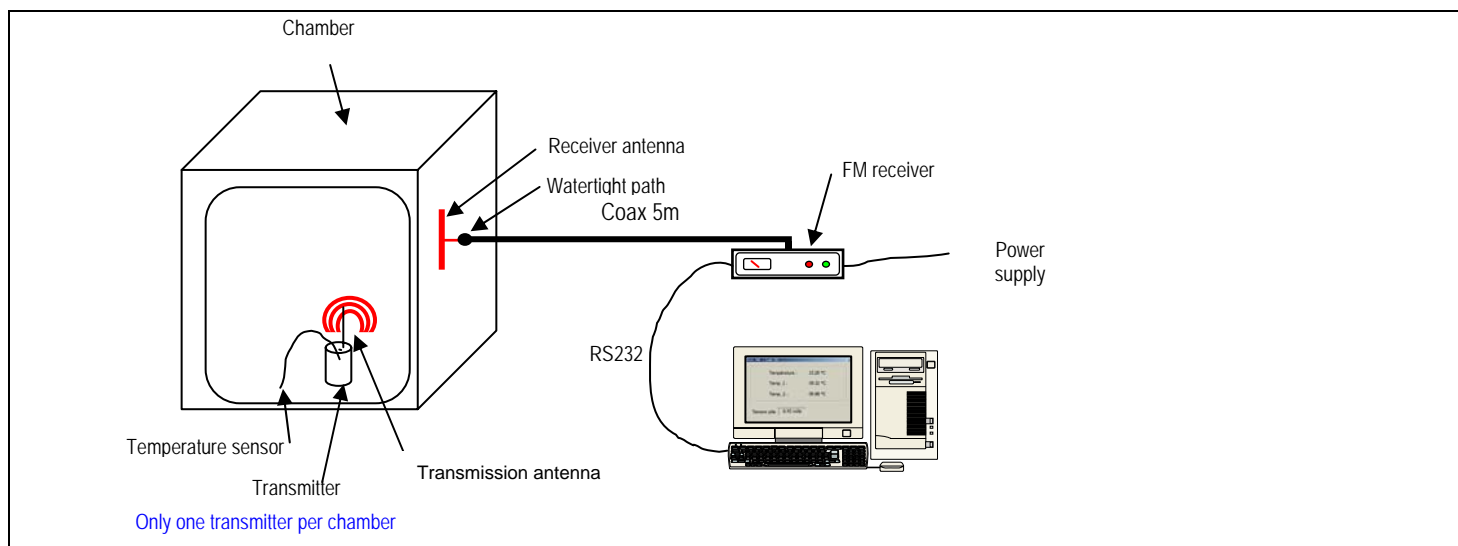 Chamber
Receiver antenna
FM receiver
Watertight path
Coax 5m
Power
supply
RS232
Temperature sensor
Transmission antenna
Transmitter
Only one transmitter per chamber